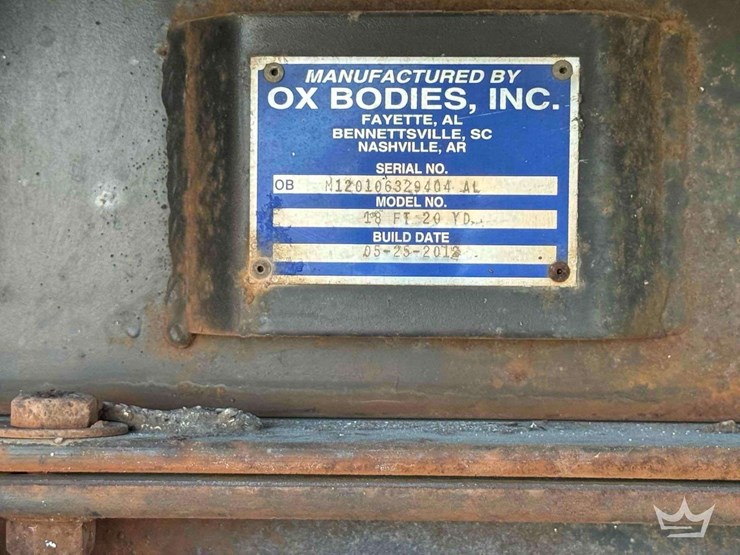 MANUFACTURED BY
OX BODIES, INC.
FAYETTE, AL
BENNETTSVILLE, SC
NASHVILLE, AR
SERIAL NO.
OB M120106329404 AL
MODEL NO.
18 FT 20 YD.
BUILD DATE
05-25-2012